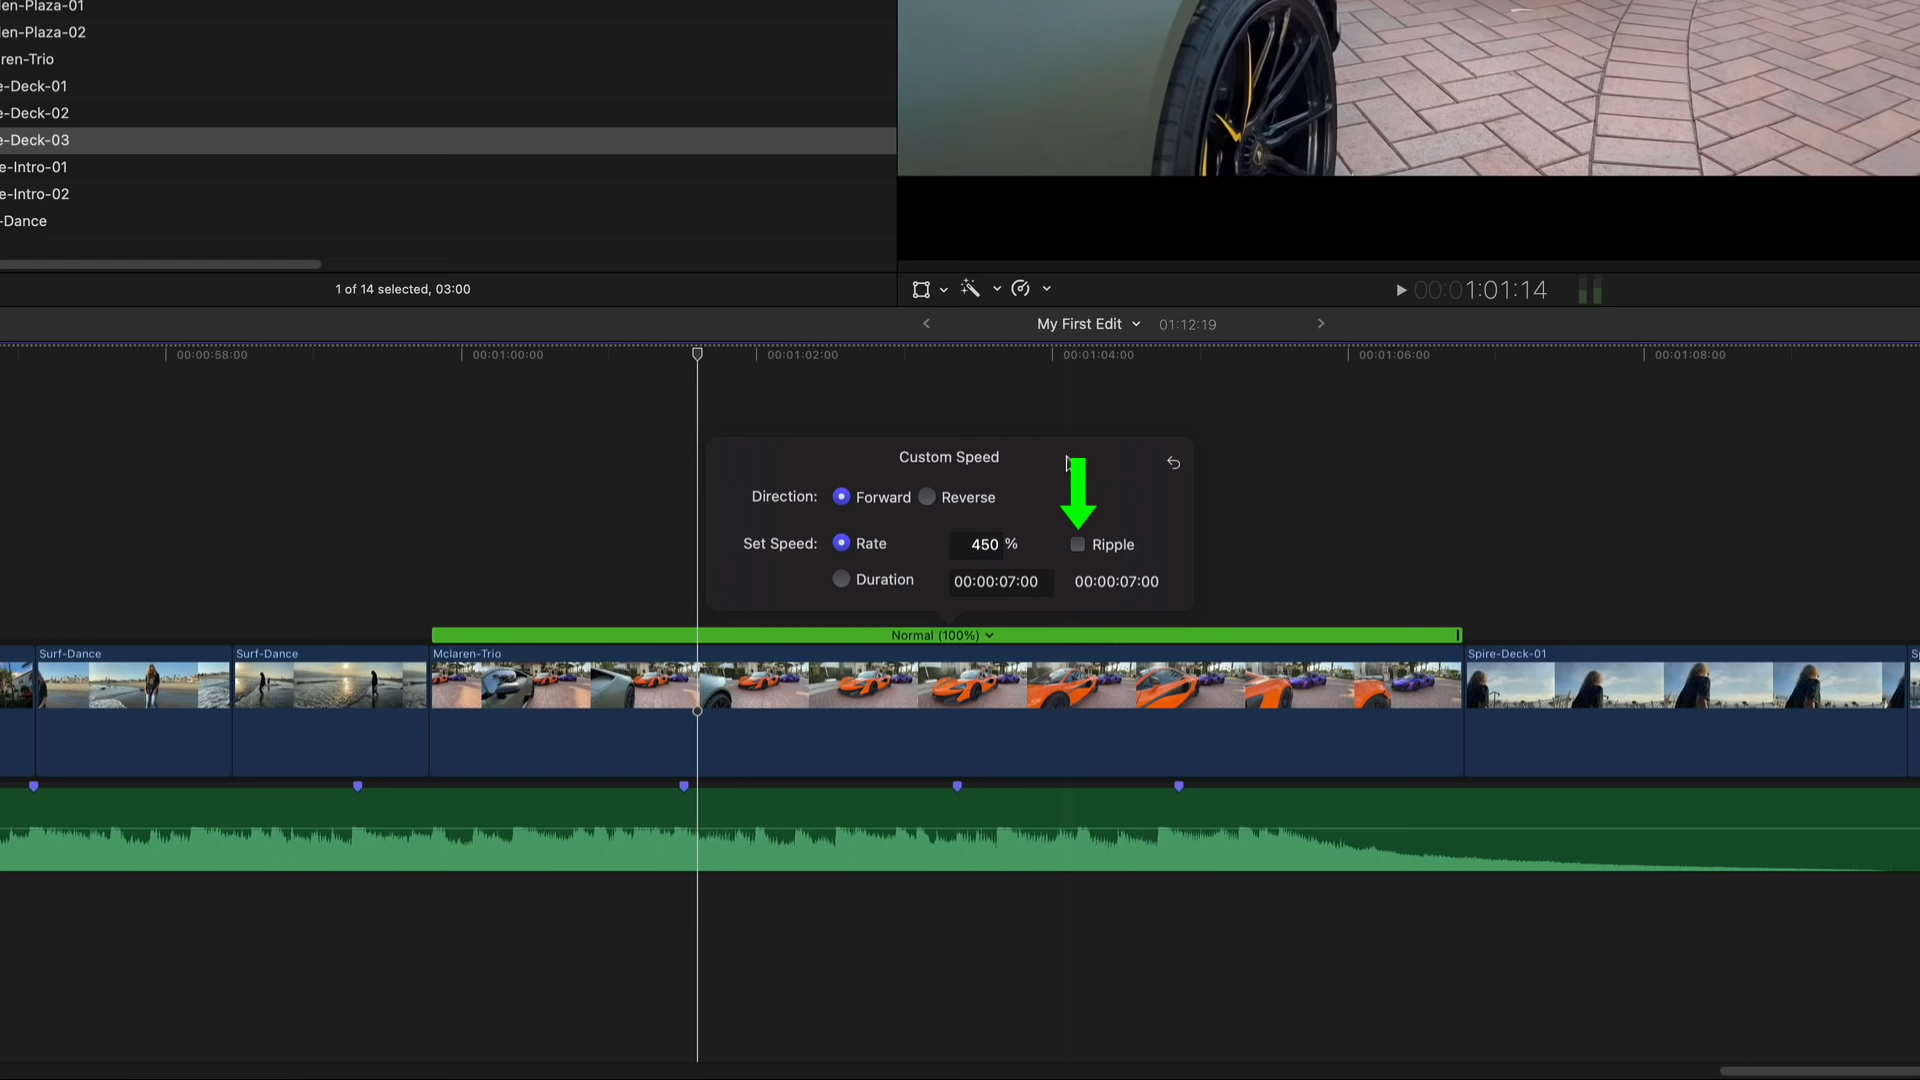 len-Plaza-01
len-Plaza-02
ren-Trio
e-Deck-01
e-Deck-02
e-Deck-03
e-Intro-01
e-Intro-02
-Dance
1 of 14 selected, 03:00
00:01:01:14
My First Edit 01:12:19
00:00:58:00 00:01:00:00 00:01:02:00 00:01:04:00 00:01:06:00 00:01:08:00
Custom Speed
Direction: Forward Reverse
Set Speed: Rate 450 % Ripple
Duration 00:00:07:00 00:00:07:00
Normal (100%)
Surf-Dance Surf-Dance Mclaren-Trio Spire-Deck-01 Sp